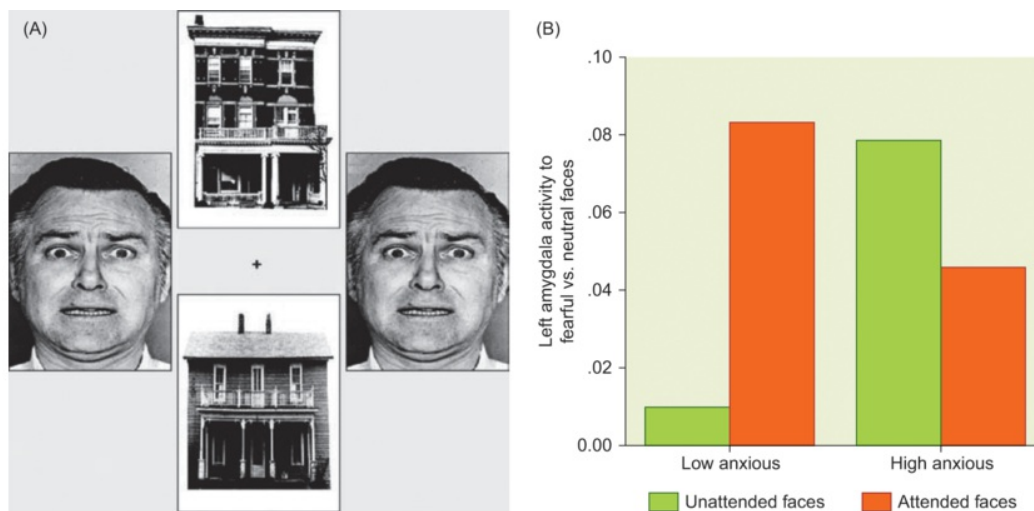 (A)
(B)
Left amygdala activity to
fearful vs. neutral faces
.10
.08
.06
.04
.02
0.00
Low anxious
High anxious
Unattended faces
Attended faces